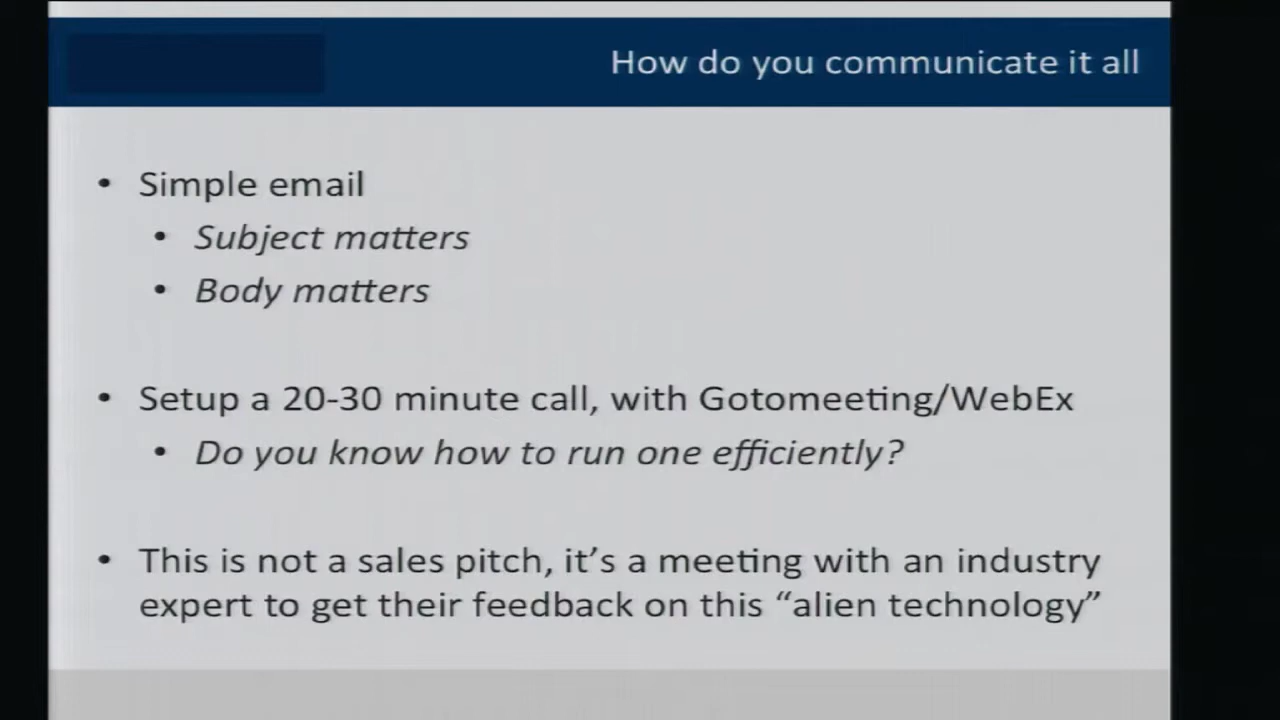 How do you communicate it all
• Simple email
• Subject matters
• Body matters
• Setup a 20-30 minute call, with Gotomeeting/WebEx
• Do you know how to run one efficiently?
• This is not a sales pitch, it’s a meeting with an industry
expert to get their feedback on this “alien technology”